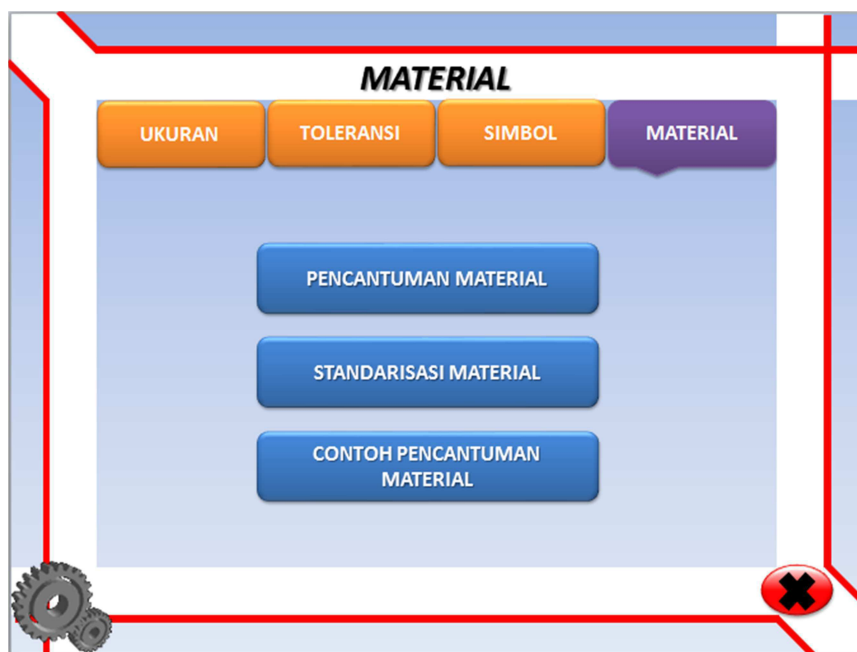 MATERIAL
UKURAN
TOLERANSI
SIMBOL
MATERIAL
PENCANTUMAN MATERIAL
STANDARISASI MATERIAL
CONTOH PENCANTUMAN
MATERIAL